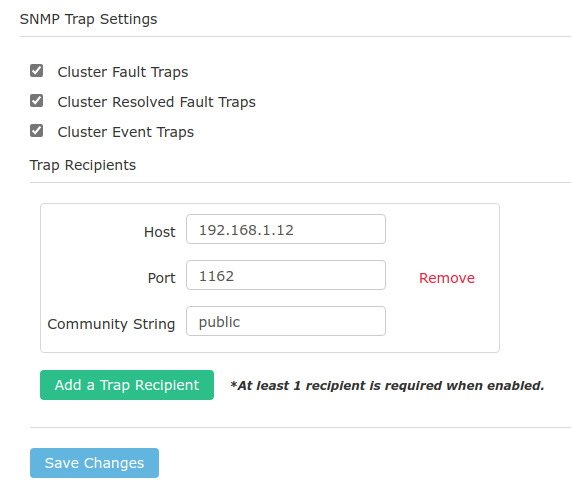 SNMP Trap Settings
Cluster Fault Traps
Cluster Resolved Fault Traps
Cluster Event Traps
Trap Recipients
Host 192.168.1.12
Port 1162 Remove
Community String public
Add a Trap Recipient *At least 1 recipient is required when enabled.
Save Changes